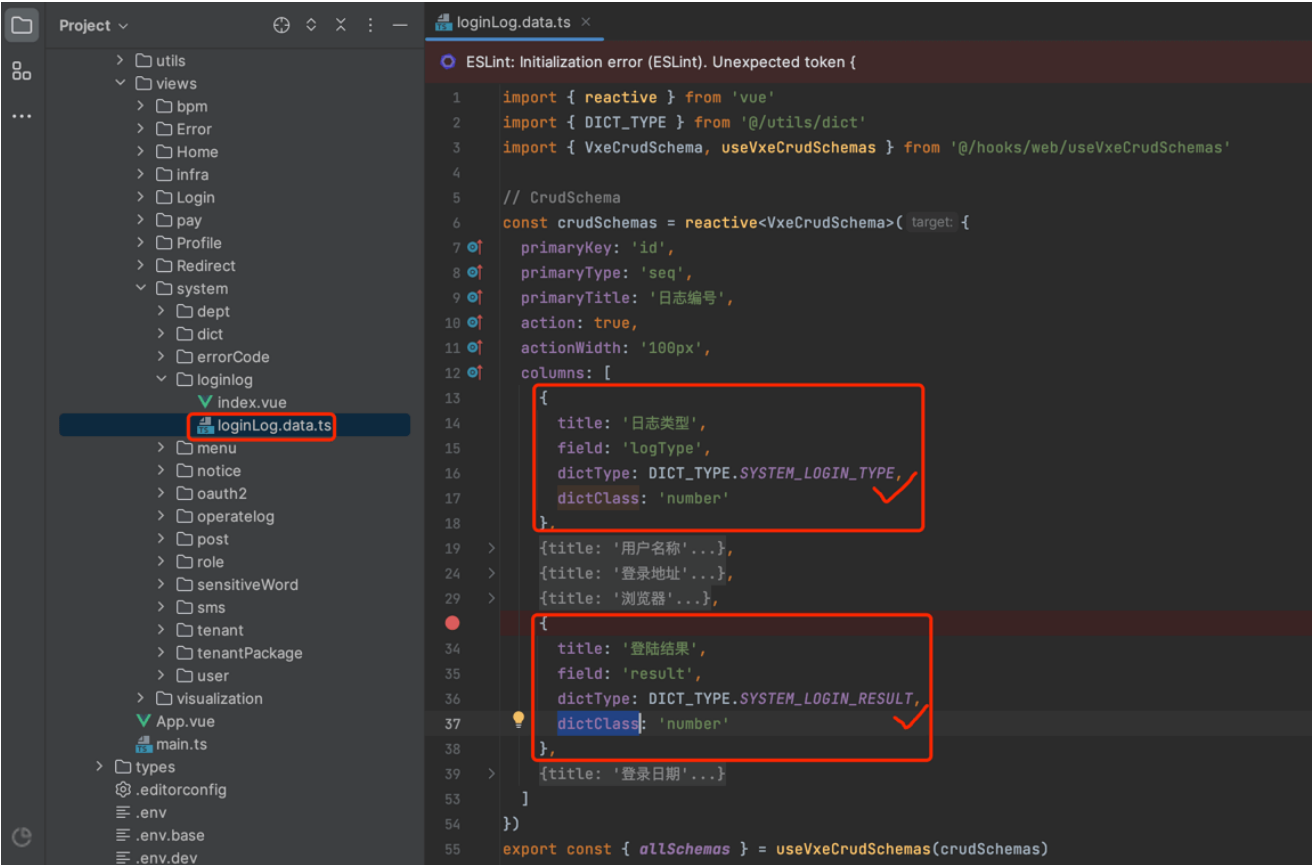 Project
loginLog.data.ts
ESLint: Initialization error (ESLint). Unexpected token {
utils
views
bpm
Error
Home
infra
Login
pay
Profile
Redirect
system
dept
dict
errorCode
loginlog
index.vue
loginLog.data.ts
menu
notice
oauth2
operatelog
post
role
sensitiveWord
sms
tenant
tenantPackage
user
visualization
App.vue
main.ts
types
.editorconfig
.env
.env.base
.env.dev
1 import { reactive } from 'vue'
2 import { DICT_TYPE } from '@/utils/dict'
3 import { VxeCrudSchema, useVxeCrudSchemas } from '@/hooks/web/useVxeCrudSchemas'
4
5 // CrudSchema
6 const crudSchemas = reactive<VxeCrudSchema>( target: {
7 primaryKey: 'id',
8 primaryType: 'seq',
9 primaryTitle: '日志编号',
10 action: true,
11 actionWidth: '100px',
12 columns: [
13 {
14 title: '日志类型',
15 field: 'logType',
16 dictType: DICT_TYPE.SYSTEM_LOGIN_TYPE,
17 dictClass: 'number'
18 },
19 {title: '用户名称'...},
24 {title: '登录地址'...},
29 {title: '浏览器'...},
{
34 title: '登陆结果',
35 field: 'result',
36 dictType: DICT_TYPE.SYSTEM_LOGIN_RESULT,
37 dictClass: 'number'
38 },
39 {title: '登录日期'...}
53 ]
54 })
55 export const { allSchemas } = useVxeCrudSchemas(crudSchemas)